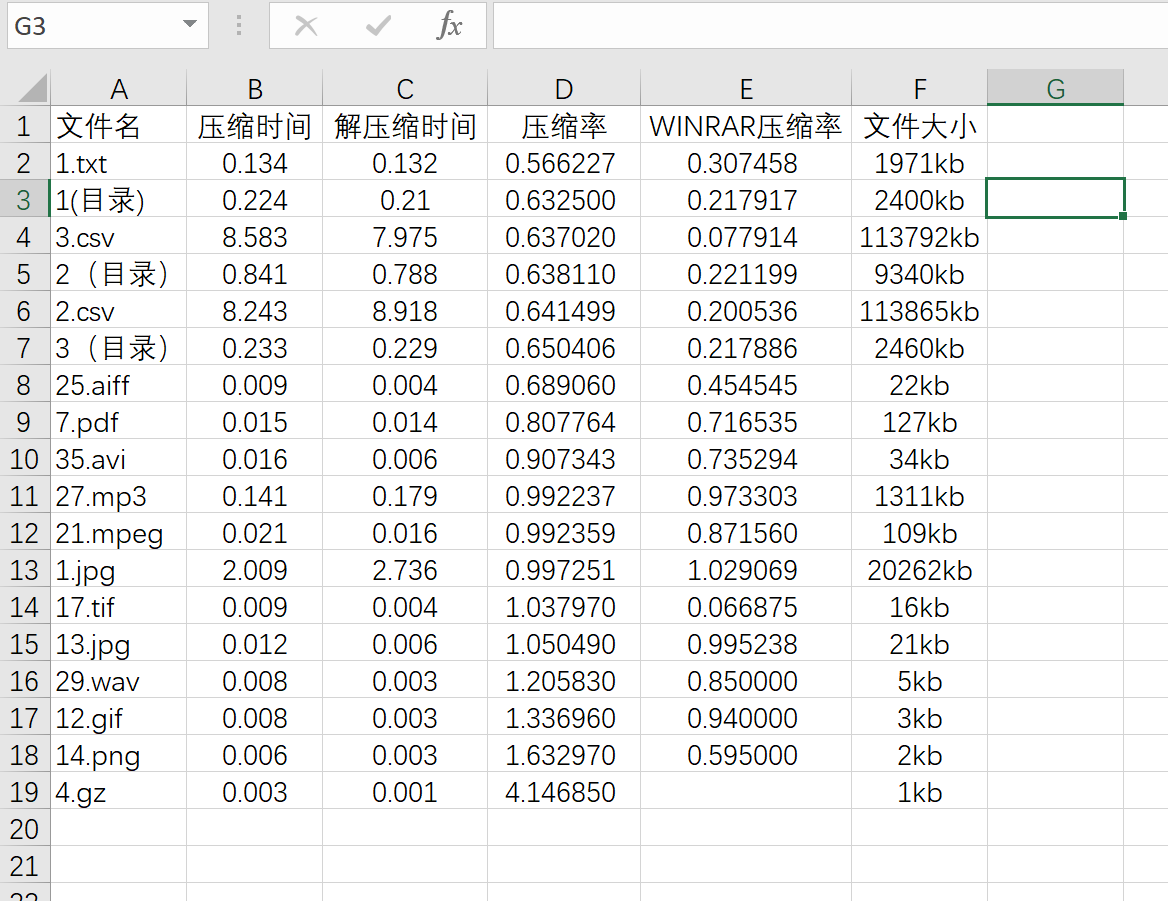 G3 fx
A B C D E F G
1 文件名 压缩时间 解压缩时间 压缩率 WINRAR压缩率 文件大小
2 1.txt 0.134 0.132 0.566227 0.307458 1971kb
3 1(目录) 0.224 0.21 0.632500 0.217917 2400kb
4 3.csv 8.583 7.975 0.637020 0.077914 113792kb
5 2（目录） 0.841 0.788 0.638110 0.221199 9340kb
6 2.csv 8.243 8.918 0.641499 0.200536 113865kb
7 3（目录） 0.233 0.229 0.650406 0.217886 2460kb
8 25.aiff 0.009 0.004 0.689060 0.454545 22kb
9 7.pdf 0.015 0.014 0.807764 0.716535 127kb
10 35.avi 0.016 0.006 0.907343 0.735294 34kb
11 27.mp3 0.141 0.179 0.992237 0.973303 1311kb
12 21.mpeg 0.021 0.016 0.992359 0.871560 109kb
13 1.jpg 2.009 2.736 0.997251 1.029069 20262kb
14 17.tif 0.009 0.004 1.037970 0.066875 16kb
15 13.jpg 0.012 0.006 1.050490 0.995238 21kb
16 29.wav 0.008 0.003 1.205830 0.850000 5kb
17 12.gif 0.008 0.003 1.336960 0.940000 3kb
18 14.png 0.006 0.003 1.632970 0.595000 2kb
19 4.gz 0.003 0.001 4.146850 1kb
20
21
22